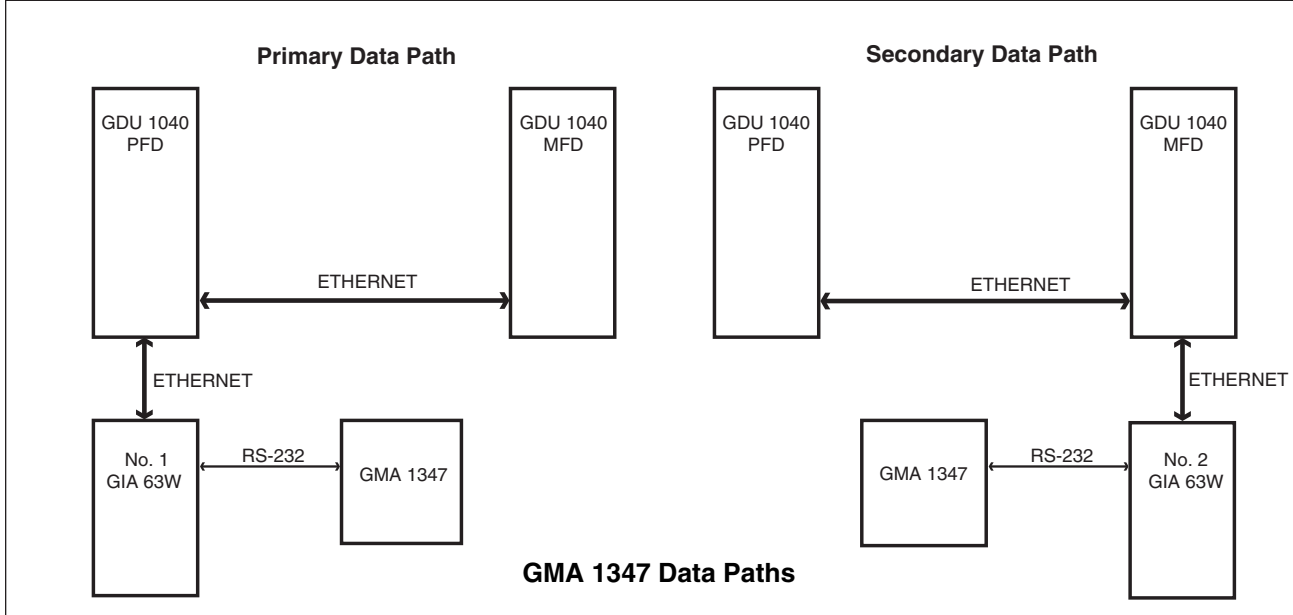 Primary Data Path
GDU 1040
PFD
GDU 1040
MFD
ETHERNET
ETHERNET
No. 1
GIA 63W
RS-232
GMA 1347
Secondary Data Path
GDU 1040
PFD
GDU 1040
MFD
ETHERNET
ETHERNET
GMA 1347
RS-232
No. 2
GIA 63W
GMA 1347 Data Paths